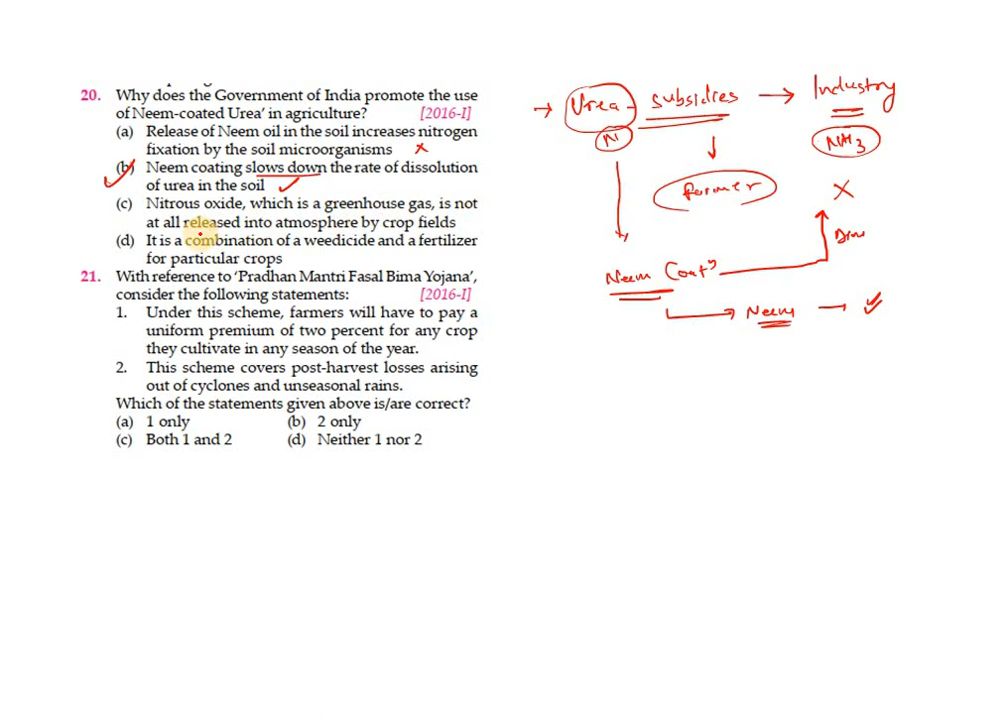 20. Why does the Government of India promote the use
of Neem-coated Urea' in agriculture? [2016-I]
(a) Release of Neem oil in the soil increases nitrogen
fixation by the soil microorganisms
(b) Neem coating slows down the rate of dissolution
of urea in the soil
(c) Nitrous oxide, which is a greenhouse gas, is not
at all released into atmosphere by crop fields
(d) It is a combination of a weedicide and a fertilizer
for particular crops
21. With reference to 'Pradhan Mantri Fasal Bima Yojana',
consider the following statements: [2016-I]
1. Under this scheme, farmers will have to pay a
uniform premium of two percent for any crop
they cultivate in any season of the year.
2. This scheme covers post-harvest losses arising
out of cyclones and unseasonal rains.
Which of the statements given above is/are correct?
(a) 1 only (b) 2 only
(c) Both 1 and 2 (d) Neither 1 nor 2
Urea - subsidies → Industry
N NH3
Farmer
Neem
Neem